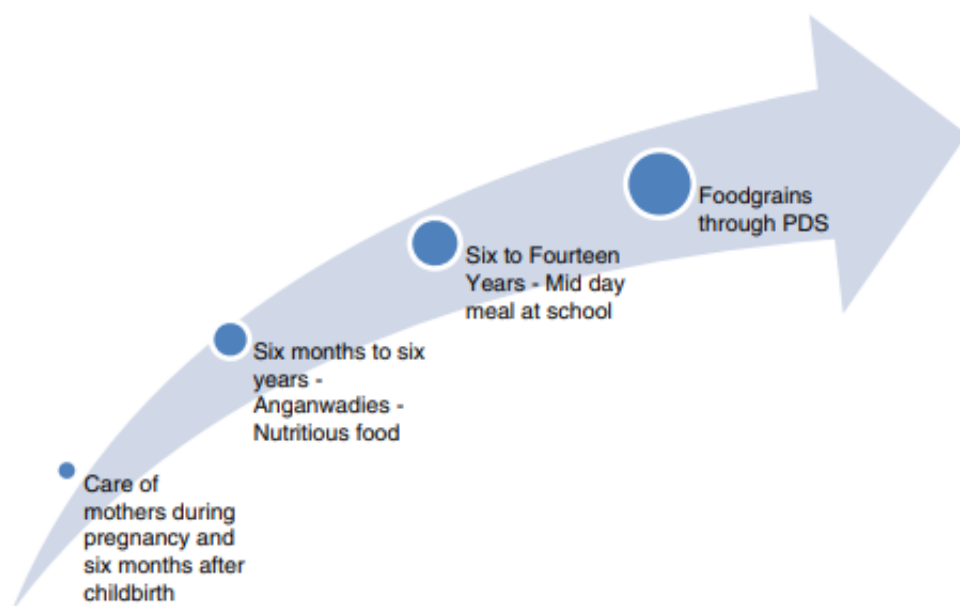 Foodgrains
through PDS
Six to Fourteen
Years - Mid day
meal at school
Six months to six
years -
Anganwadies -
Nutritious food
Care of
mothers during
pregnancy and
six months after
childbirth